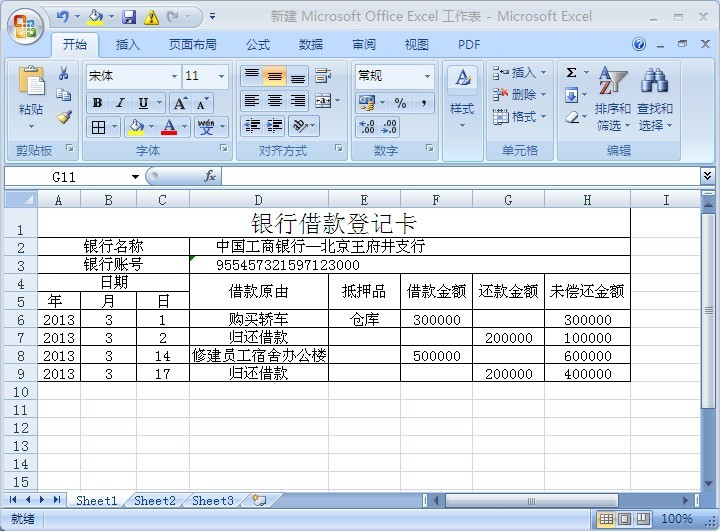 新建 Microsoft Office Excel 工作表 - Microsoft Excel
开始 插入 页面布局 公式 数据 审阅 视图 PDF
宋体 11 常规 插入 Σ
粘贴 B I U A A % , 样式 删除 排序和 查找和
格式 筛选 选择
剪贴板 字体 对齐方式 数字 单元格 编辑
G11 fx
A B C D E F G H I
1 银行借款登记卡
2 银行名称 中国工商银行—北京王府井支行
3 银行账号 955457321597123000
4 日期 借款原由 抵押品 借款金额 还款金额 未偿还金额
5 年 月 日
6 2013 3 1 购买轿车 仓库 300000 300000
7 2013 3 2 归还借款 200000 100000
8 2013 3 14 修建员工宿舍办公楼 500000 600000
9 2013 3 17 归还借款 200000 400000
10
11
12
13
14
15
Sheet1 Sheet2 Sheet3
就绪 100%